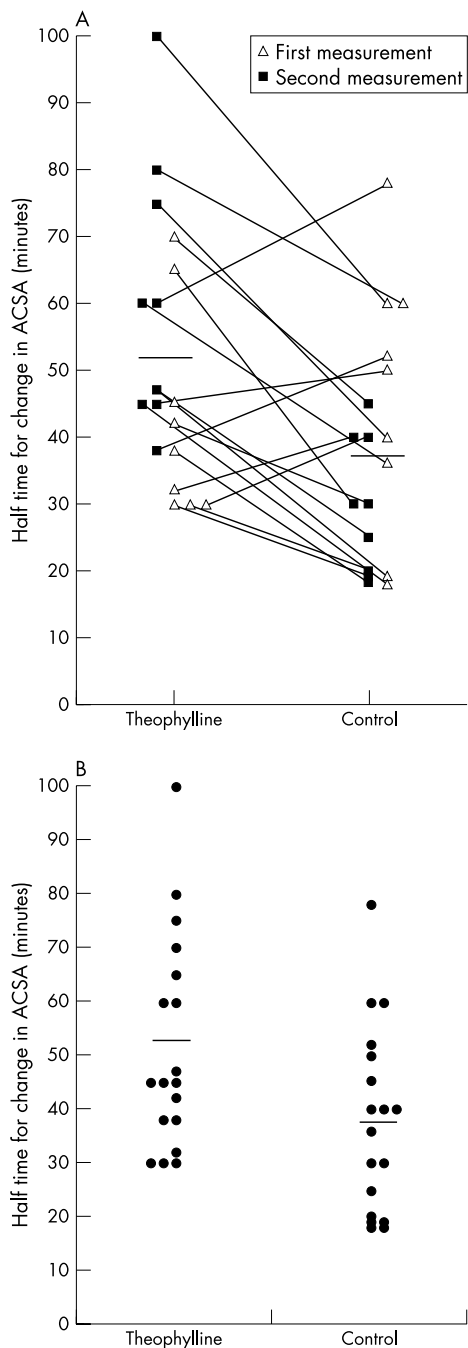 A
100
90
80
70
60
50
40
30
20
10
0
Half time for change in ACSA (minutes)
First measurement
Second measurement
Theophylline
Control
B
100
90
80
70
60
50
40
30
20
10
0
Half time for change in ACSA (minutes)
Theophylline
Control